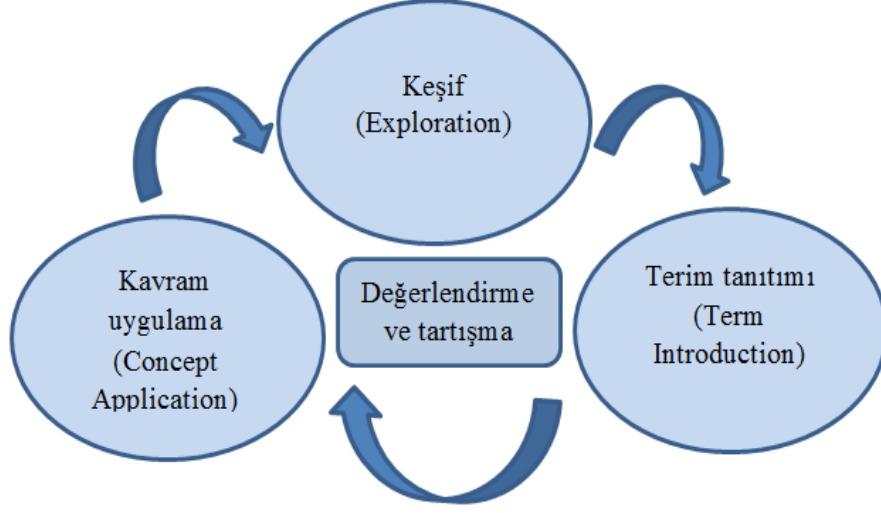 Keşif
(Exploration)
Kavram
uygulama
(Concept
Application)
Değerlendirme
ve tartışma
Terim tanıtımı
(Term
Introduction)